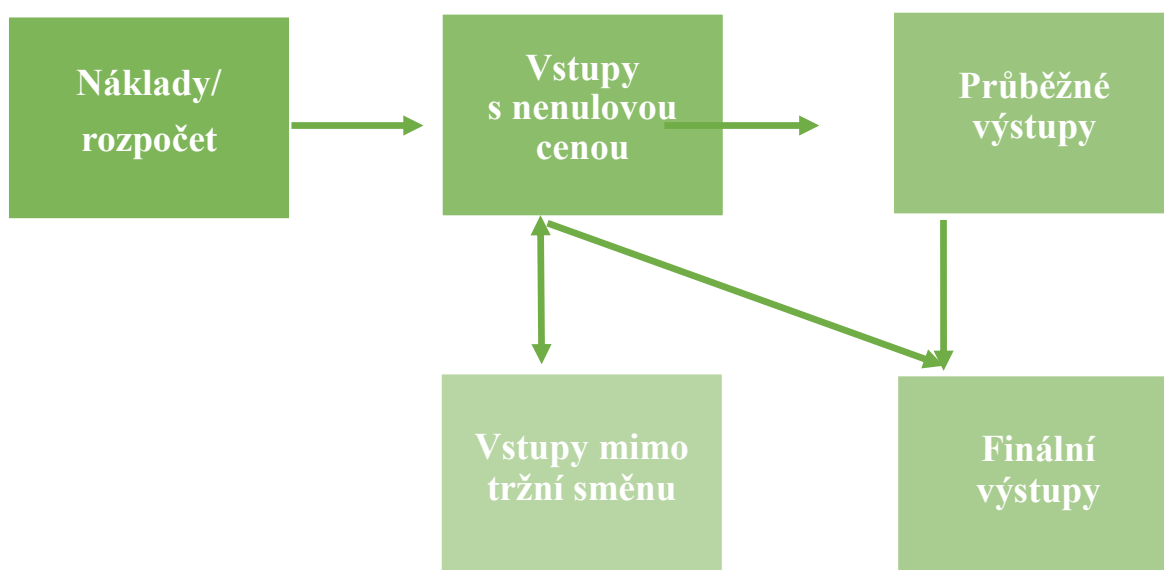 Náklady/
rozpočet
Vstupy
s nenulovou
cenou
Průběžné
výstupy
Vstupy mimo
tržní směnu
Finální
výstupy